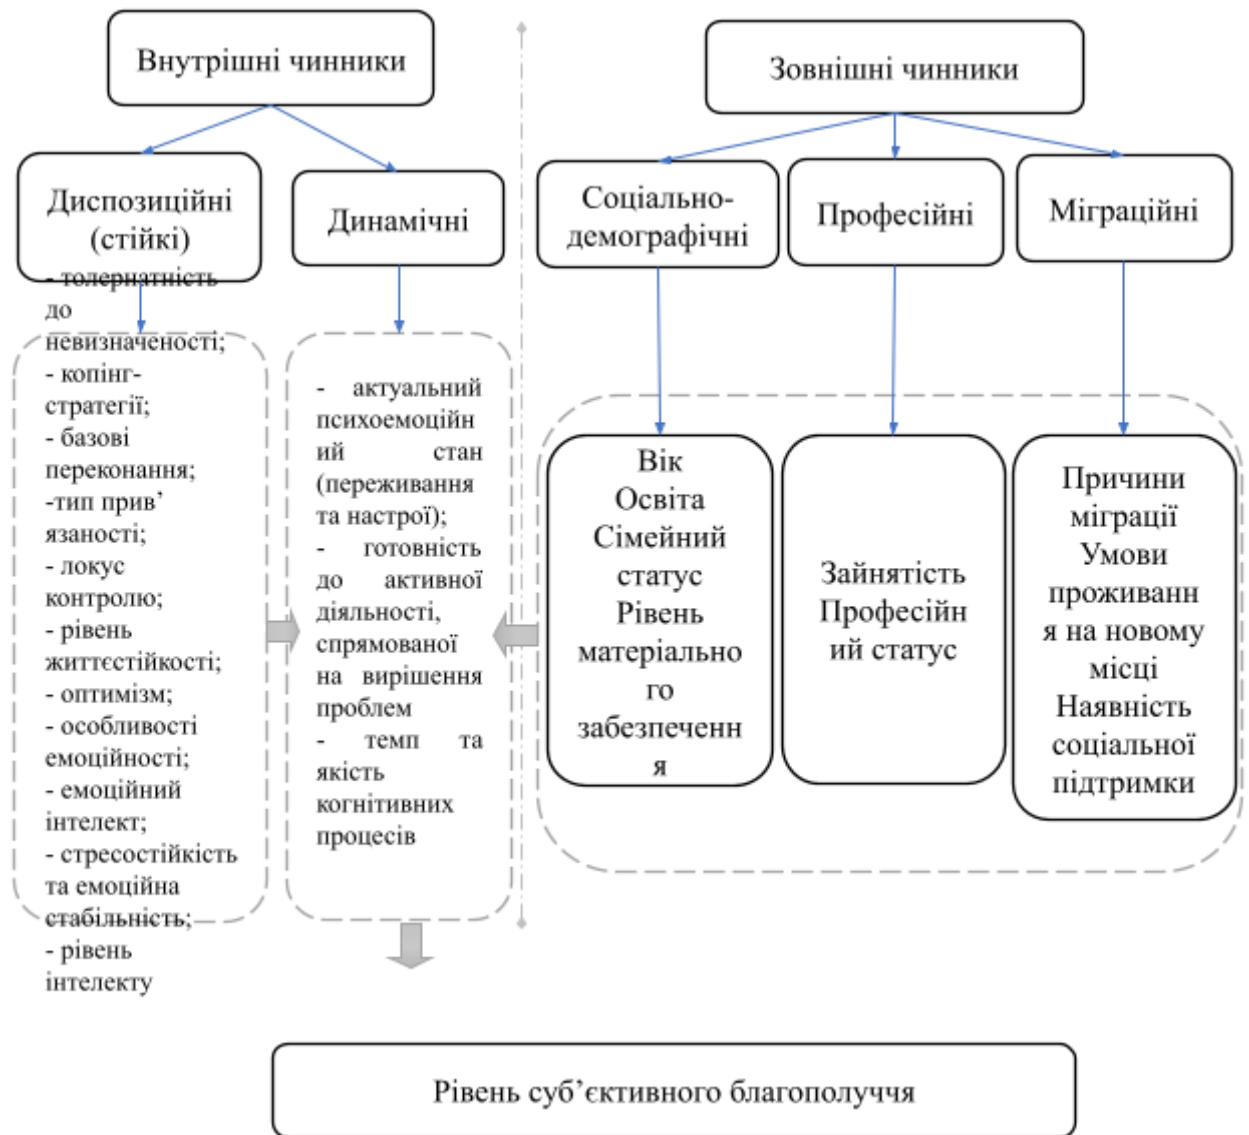 Внутрішні чинники
Зовнішні чинники
Диспозиційні
(стійкі)
Динамічні
Соціально-
демографічні
Професійні
Міграційні
- толернатність
до
невизначеності;
- копінг-
стратегії;
- базові
переконання;
-тип прив’
язаності;
- локус
контролю;
- рівень
життєстійкості;
- оптимізм;
- особливості
емоційності;
- емоційний
інтелект;
- стресостійкість
та емоційна
стабільність;
- рівень
інтелекту
- актуальний
психоемоційн
ий стан
(переживання
та настрої);
- готовність
до активної
діяльності,
спрямованої
на вирішення
проблем
- темп та
якість
когнітивних
процесів
Вік
Освіта
Сімейний
статус
Рівень
матеріально
го
забезпеченн
я
Зайнятість
Професійн
ий статус
Причини
міграції
Умови
проживанн
я на новому
місці
Наявність
соціальної
підтримки
Рівень суб’єктивного благополуччя